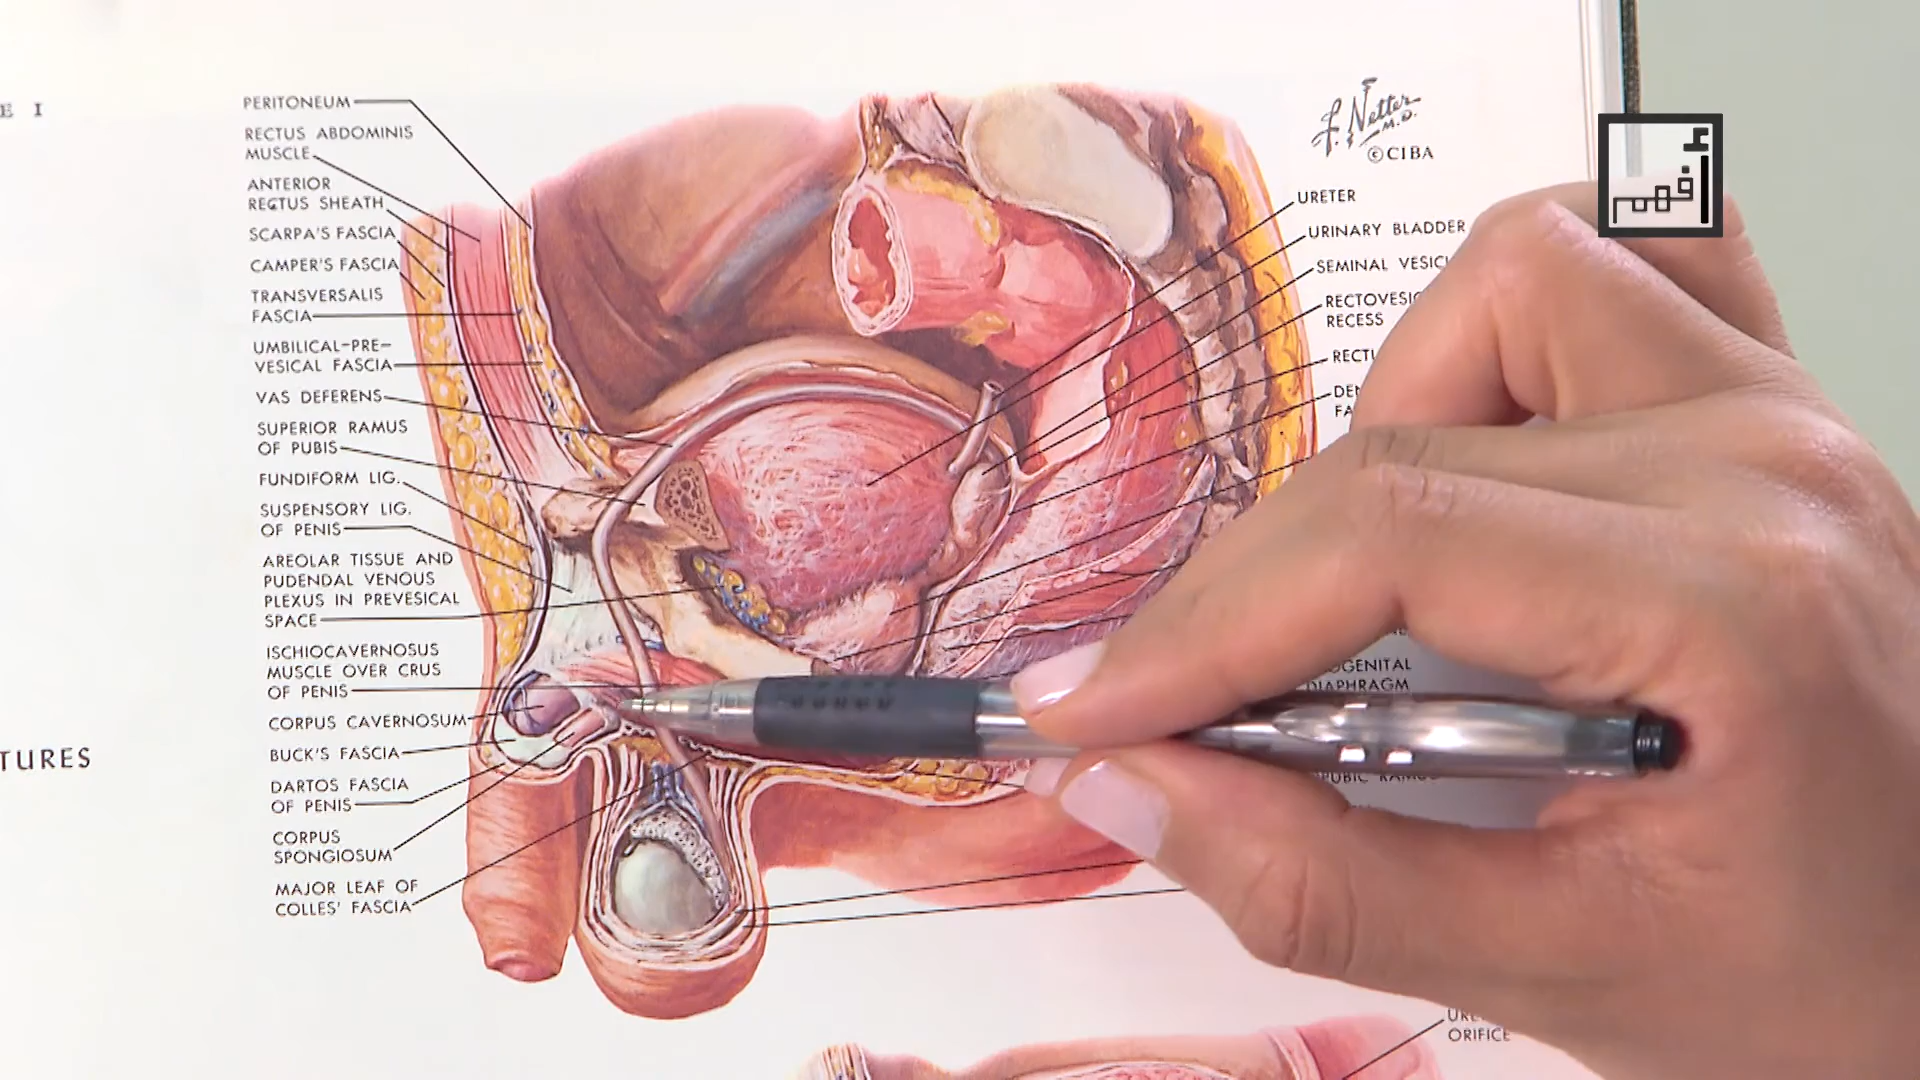 E I
PERITONEUM
RECTUS ABDOMINIS
MUSCLE
ANTERIOR
RECTUS SHEATH
SCARPA'S FASCIA
CAMPER'S FASCIA
TRANSVERSALIS
FASCIA
UMBILICAL-PRE-
VESICAL FASCIA
VAS DEFERENS
SUPERIOR RAMUS
OF PUBIS
FUNDIFORM LIG.
SUSPENSORY LIG.
OF PENIS
AREOLAR TISSUE AND
PUDENDAL VENOUS
PLEXUS IN PREVESICAL
SPACE
ISCHIOCAVERNOSUS
MUSCLE OVER CRUS
OF PENIS
CORPUS CAVERNOSUM
BUCK'S FASCIA
DARTOS FASCIA
OF PENIS
CORPUS
SPONGIOSUM
MAJOR LEAF OF
COLLES' FASCIA
TURES
F. Netter
M.D.
©CIBA
URETER
URINARY BLADDER
SEMINAL VESICL
RECTOVESIC
RECESS
RECTU
DEN
FA
OGENITAL
DIAPHRAGM
PUBIC RAMUS
ORIFICE